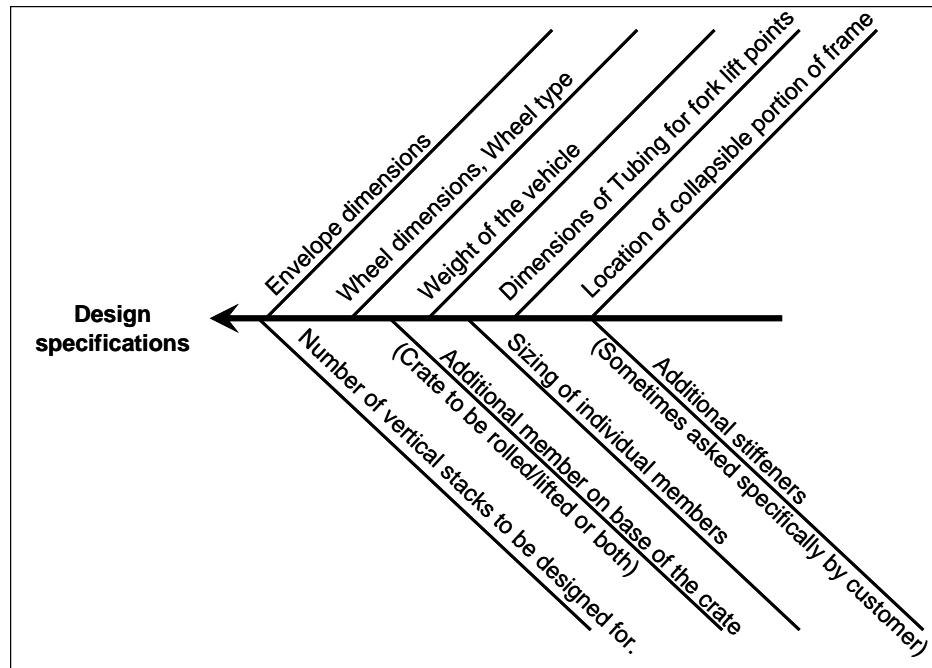 Envelope dimensions
Wheel dimensions, Wheel type
Weight of the vehicle
Dimensions of Tubing for fork lift points
Location of collapsible portion of frame
Design
specifications
Number of vertical stacks to be designed for.
Additional member on base of the crate
(Crate to be rolled/lifted or both)
Sizing of individual members
Additional stiffeners
(Sometimes asked specifically by customer)